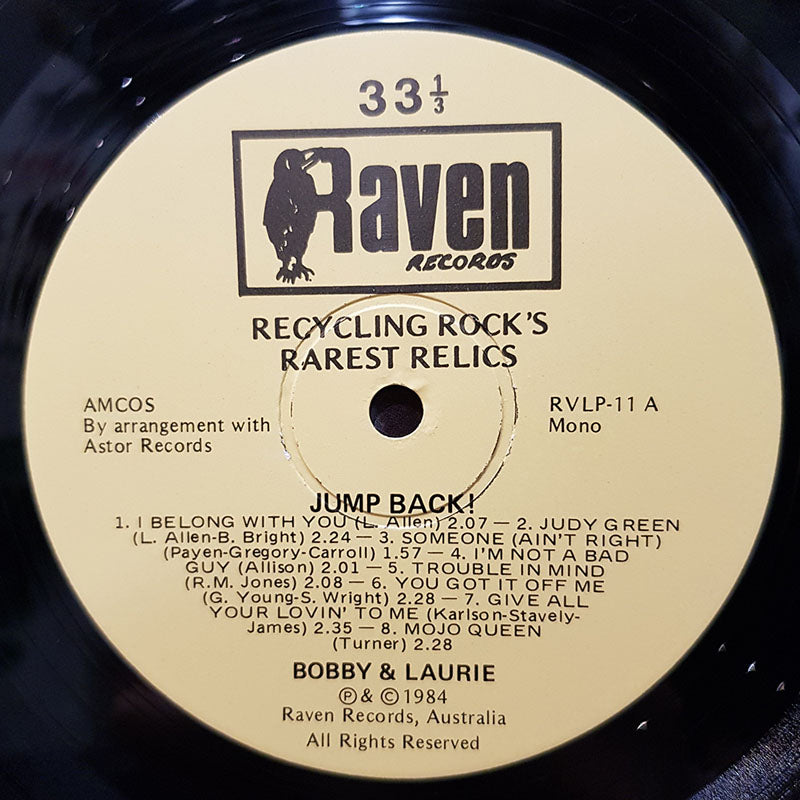 33 1/3
Raven
RECORDS
RECYCLING ROCK'S
RAREST RELICS
AMCOS
By arrangement with
Astor Records
RVLP-11 A
Mono
JUMP BACK!
1. I BELONG WITH YOU (L. Allen) 2.07 — 2. JUDY GREEN
(L. Allen-B. Bright) 2.24 — 3. SOMEONE (AIN'T RIGHT)
(Payen-Gregory-Carroll) 1.57 — 4. I'M NOT A BAD
GUY (Allison) 2.01 — 5. TROUBLE IN MIND
(R.M. Jones) 2.08 — 6. YOU GOT IT OFF ME
(G. Young-S. Wright) 2.28 — 7. GIVE ALL
YOUR LOVIN' TO ME (Karlson-Stavely-
James) 2.35 — 8. MOJO QUEEN
(Turner) 2.28
BOBBY & LAURIE
℗ & © 1984
Raven Records, Australia
All Rights Reserved